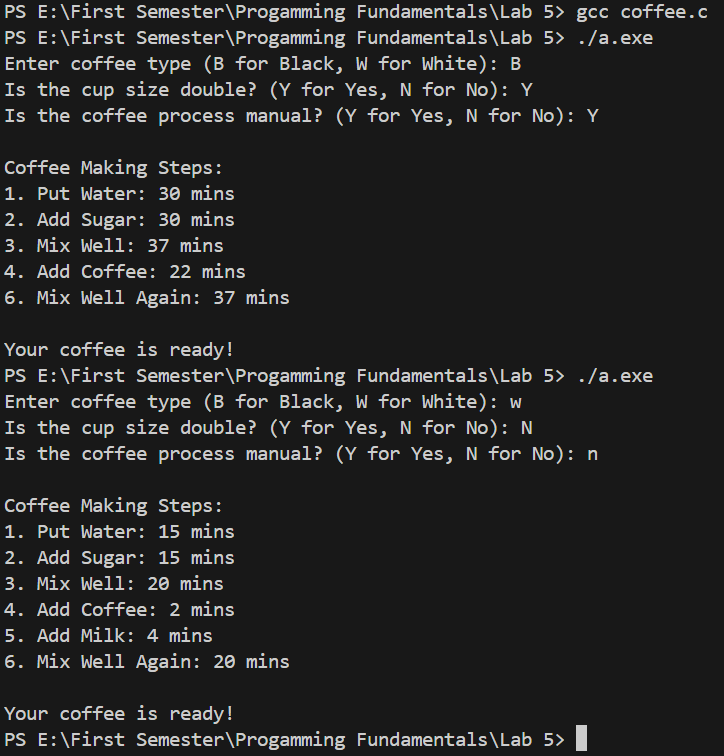 PS E:\First Semester\Progamming Fundamentals\Lab 5> gcc coffee.c
PS E:\First Semester\Progamming Fundamentals\Lab 5> ./a.exe
Enter coffee type (B for Black, W for White): B
Is the cup size double? (Y for Yes, N for No): Y
Is the coffee process manual? (Y for Yes, N for No): Y

Coffee Making Steps:
1. Put Water: 30 mins
2. Add Sugar: 30 mins
3. Mix Well: 37 mins
4. Add Coffee: 22 mins
6. Mix Well Again: 37 mins

Your coffee is ready!
PS E:\First Semester\Progamming Fundamentals\Lab 5> ./a.exe
Enter coffee type (B for Black, W for White): w
Is the cup size double? (Y for Yes, N for No): N
Is the coffee process manual? (Y for Yes, N for No): n

Coffee Making Steps:
1. Put Water: 15 mins
2. Add Sugar: 15 mins
3. Mix Well: 20 mins
4. Add Coffee: 2 mins
5. Add Milk: 4 mins
6. Mix Well Again: 20 mins

Your coffee is ready!
PS E:\First Semester\Progamming Fundamentals\Lab 5>